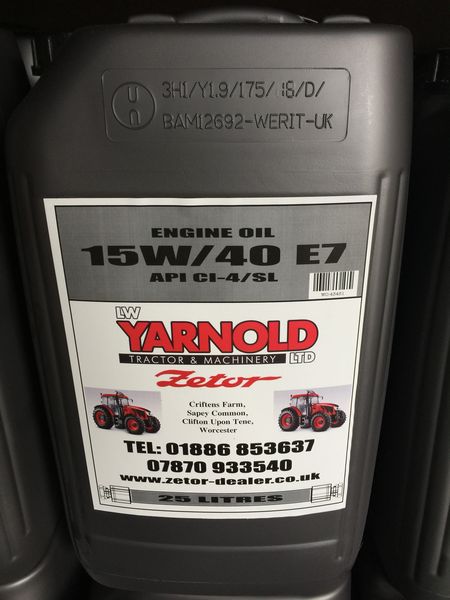 3H1/Y1.9/175/18/D/
BAM12692-WERIT-UK
ENGINE OIL
15W/40 E7
API CI-4/SL
LW
YARNOLD
TRACTOR & MACHINERY LTD
Zetor
Criftens Farm,
Sapey Common,
Clifton Upon Tene,
Worcester
TEL: 01886 853637
07870 933540
www.zetor-dealer.co.uk
25 LITRES